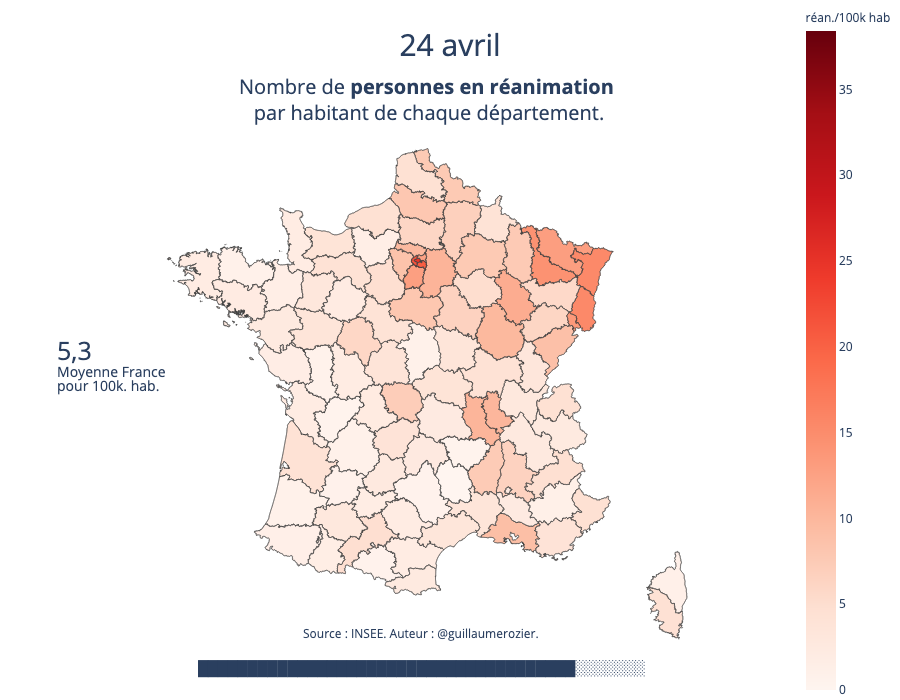 réan./100k hab
24 avril
Nombre de personnes en réanimation
par habitant de chaque département.
35
30
25
20
15
10
5
0
5,3
Moyenne France
pour 100k. hab.
Source : INSEE. Auteur : @guillaumerozier.